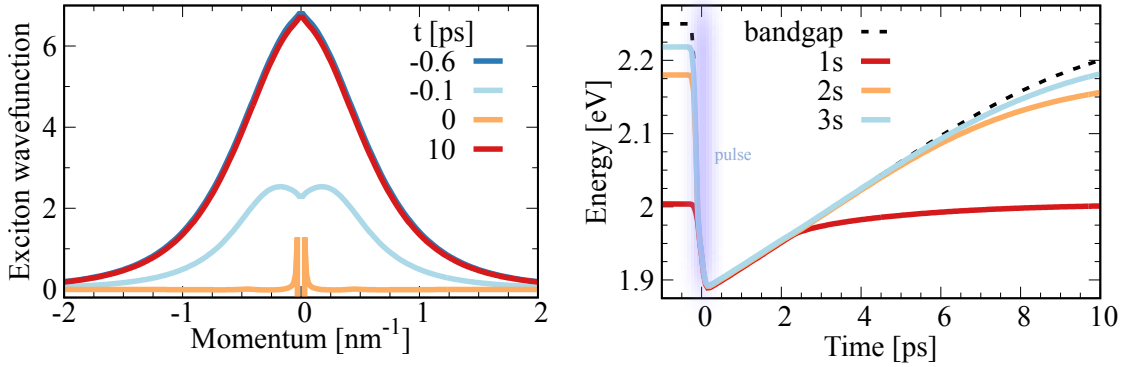 Exciton wavefunction
6
4
2
0
t [ps]
-0.6
-0.1
0
10
-2
-1
0
1
2
Momentum [nm-1]
Energy [eV]
2.2
2.1
2
1.9
bandgap
1s
2s
3s
pulse
0
2
4
6
8
10
Time [ps]